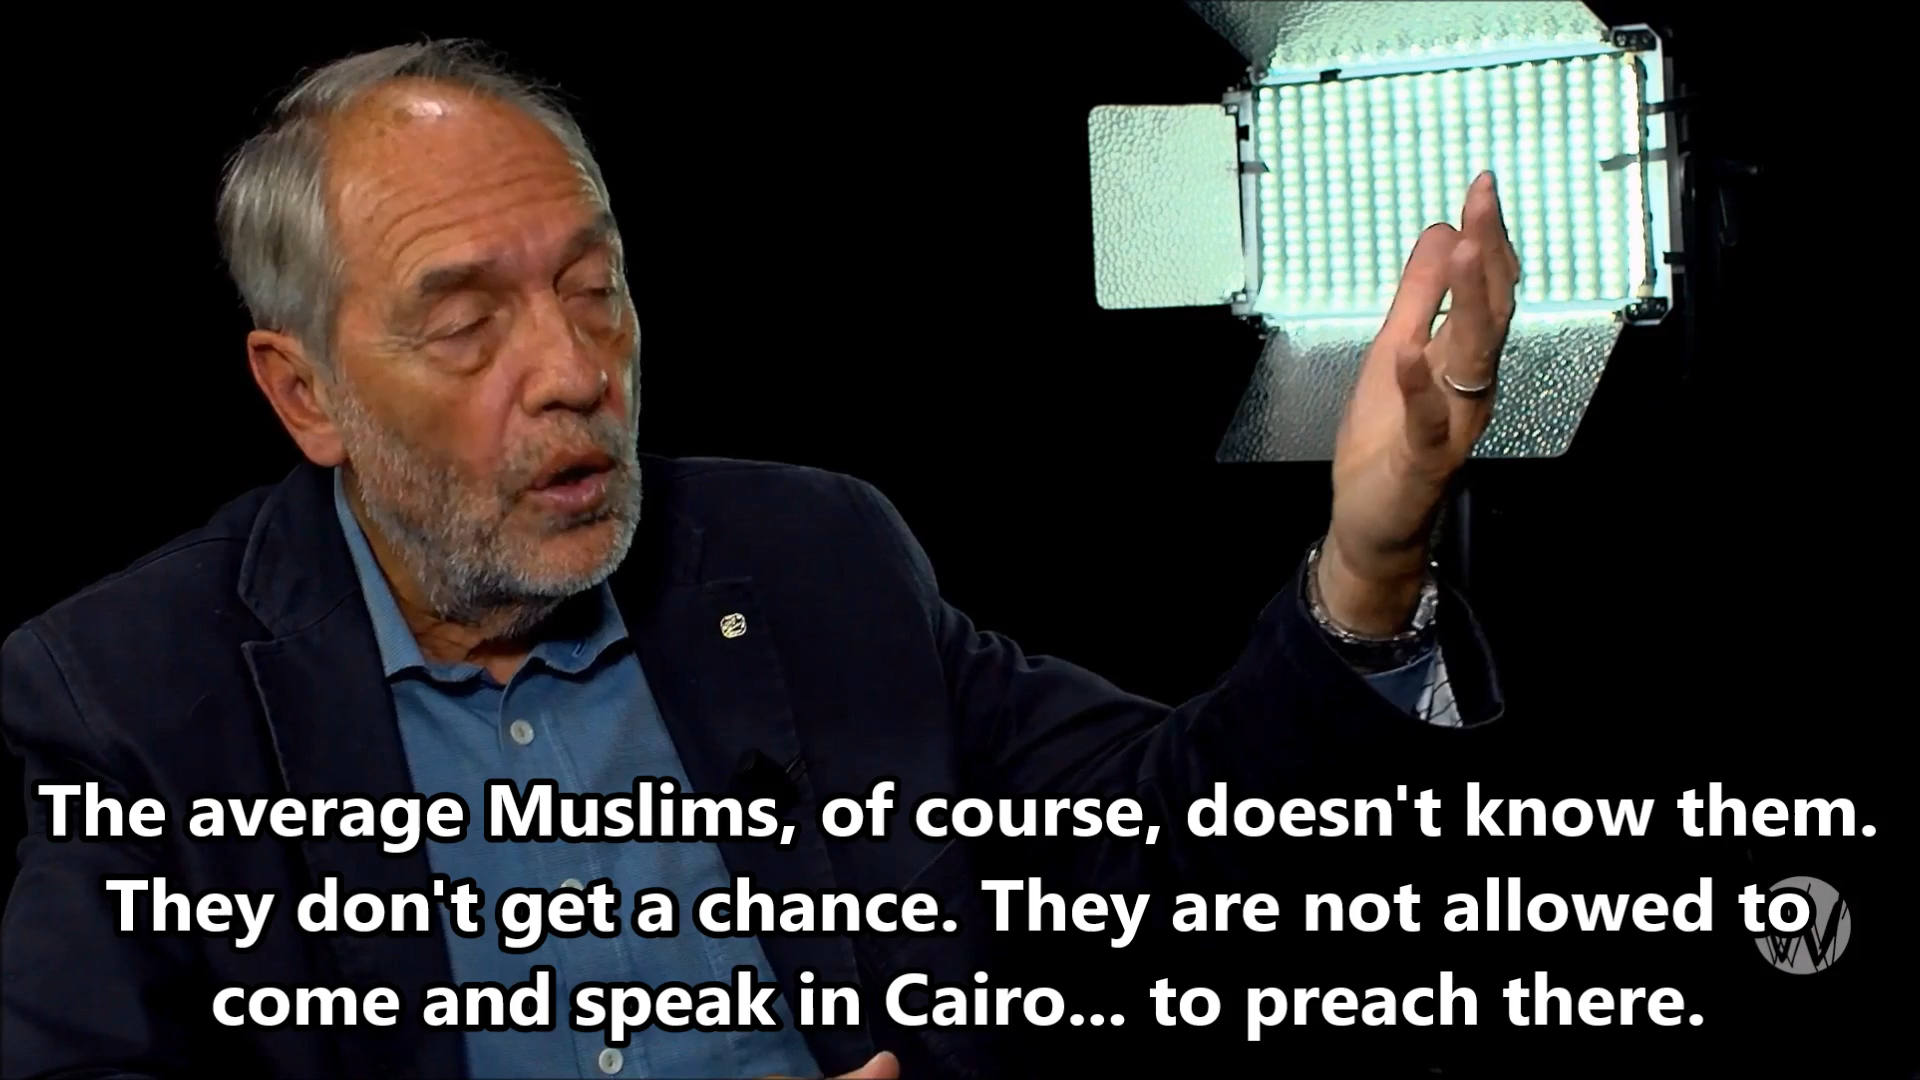 The average Muslims, of course, doesn't know them.
They don't get a chance. They are not allowed to
come and speak in Cairo... to preach there.